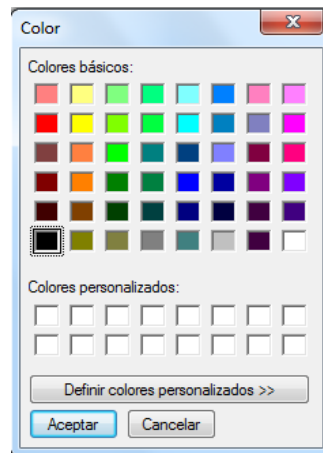 Color
Colores básicos:
Colores personalizados:
Definir colores personalizados >>
Aceptar
Cancelar